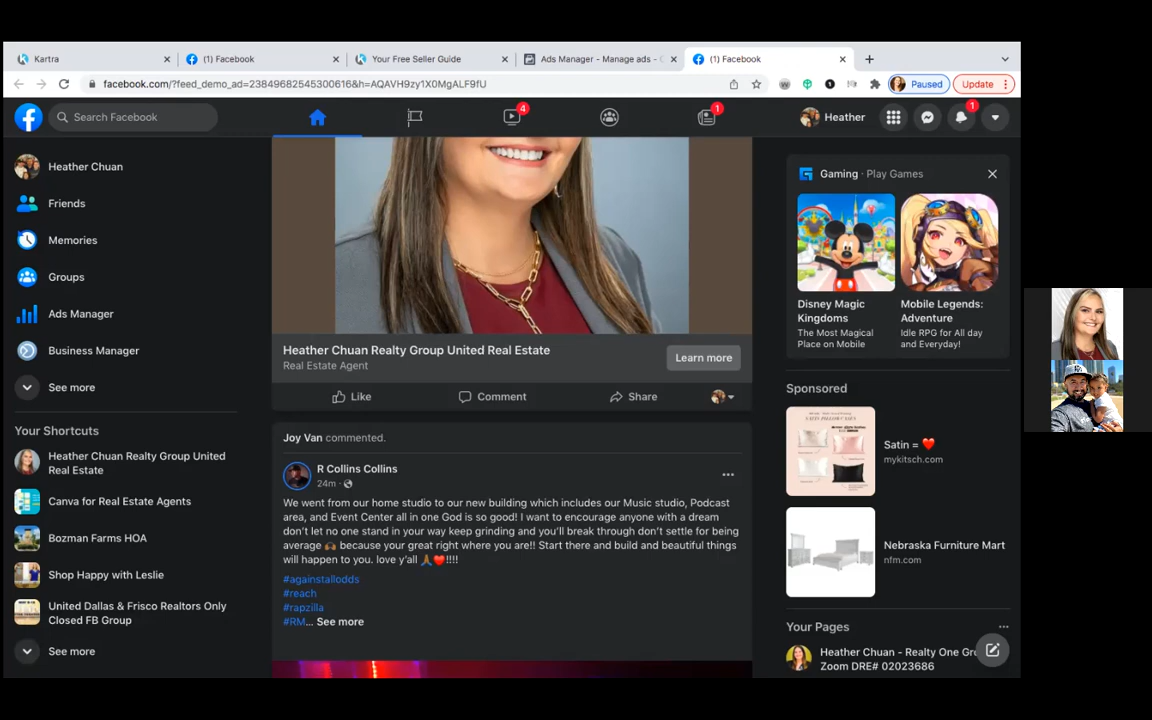 Kartra
(1) Facebook
Your Free Seller Guide
Ads Manager - Manage ads -
(1) Facebook
facebook.com/?feed_demo_ad=23849682545300616&h=AQAVH9zy1X0MgALF9fU
Paused
Update
Search Facebook
4
1
Heather
1
Heather Chuan
Friends
Memories
Groups
Ads Manager
Business Manager
See more
Your Shortcuts
Heather Chuan Realty Group United
Real Estate
Canva for Real Estate Agents
Bozman Farms HOA
Shop Happy with Leslie
United Dallas & Frisco Realtors Only
Closed FB Group
See more
Heather Chuan Realty Group United Real Estate
Real Estate Agent
Learn more
Like
Comment
Share
Joy Van commented.
R Collins Collins
24m ·
We went from our home studio to our new building which includes our Music studio, Podcast
area, and Event Center all in one God is so good! I want to encourage anyone with a dream
don't let no one stand in your way keep grinding and you'll break through don't settle for being
average 🙌🏾 because your great right where you are!! Start there and build and beautiful things
will happen to you. love y'all 🙏🏾❤️!!!!
#againstallodds
#reach
#rapzilla
#RM... See more
Gaming · Play Games
Disney Magic
Kingdoms
The Most Magical
Place on Mobile
Mobile Legends:
Adventure
Idle RPG for All day
and Everyday!
Sponsored
Satin = ❤️
mykitsch.com
Nebraska Furniture Mart
nfm.com
Your Pages
Heather Chuan - Realty One Gr
Zoom DRE# 02023686